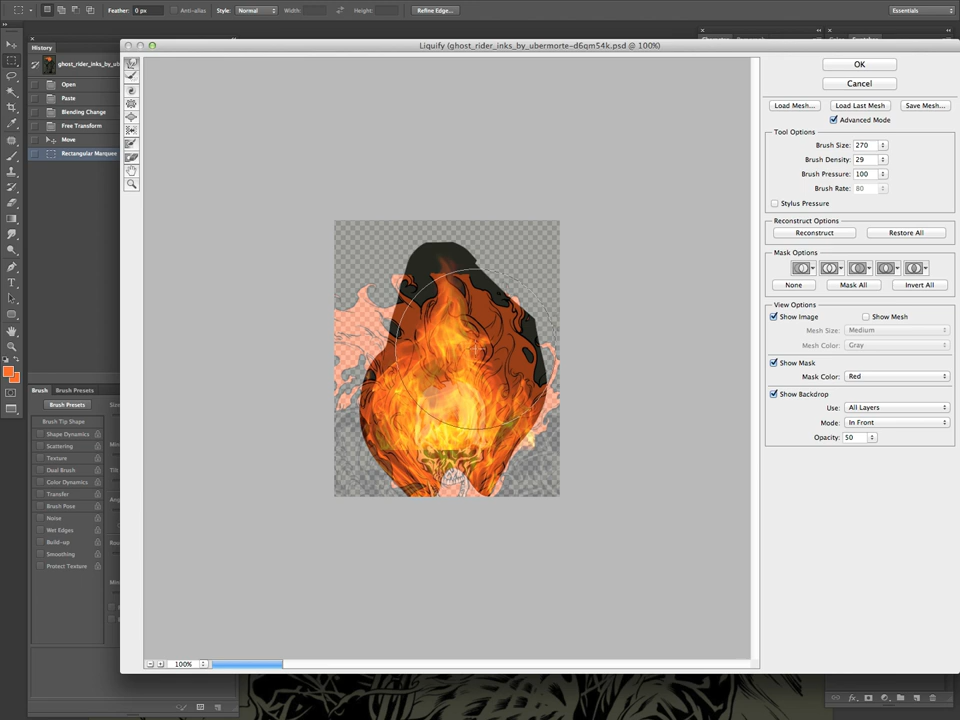 Feather: 0 px
Anti-alias
Style: Normal
Width:
Height:
Refine Edge...
Essentials
History
Liquify (ghost_rider_inks_by_ubermorte-d6qm54k.psd @ 100%)
ghost_rider_inks_by_ub
Open
Paste
Blending Change
Free Transform
Move
Rectangular Marquee
OK
Cancel
Load Mesh...
Load Last Mesh
Save Mesh...
Advanced Mode
Tool Options
Brush Size: 270
Brush Density: 29
Brush Pressure: 100
Brush Rate: 80
Stylus Pressure
Reconstruct Options
Reconstruct
Restore All
Mask Options
None
Mask All
Invert All
View Options
Show Image
Show Mesh
Mesh Size: Medium
Mesh Color: Gray
Show Mask
Mask Color: Red
Show Backdrop
Use: All Layers
Mode: In Front
Opacity: 50
Brush
Brush Presets
Brush Presets
Brush Tip Shape
Shape Dynamics
Scattering
Texture
Dual Brush
Color Dynamics
Transfer
Brush Pose
Noise
Wet Edges
Build-up
Smoothing
Protect Texture
100%